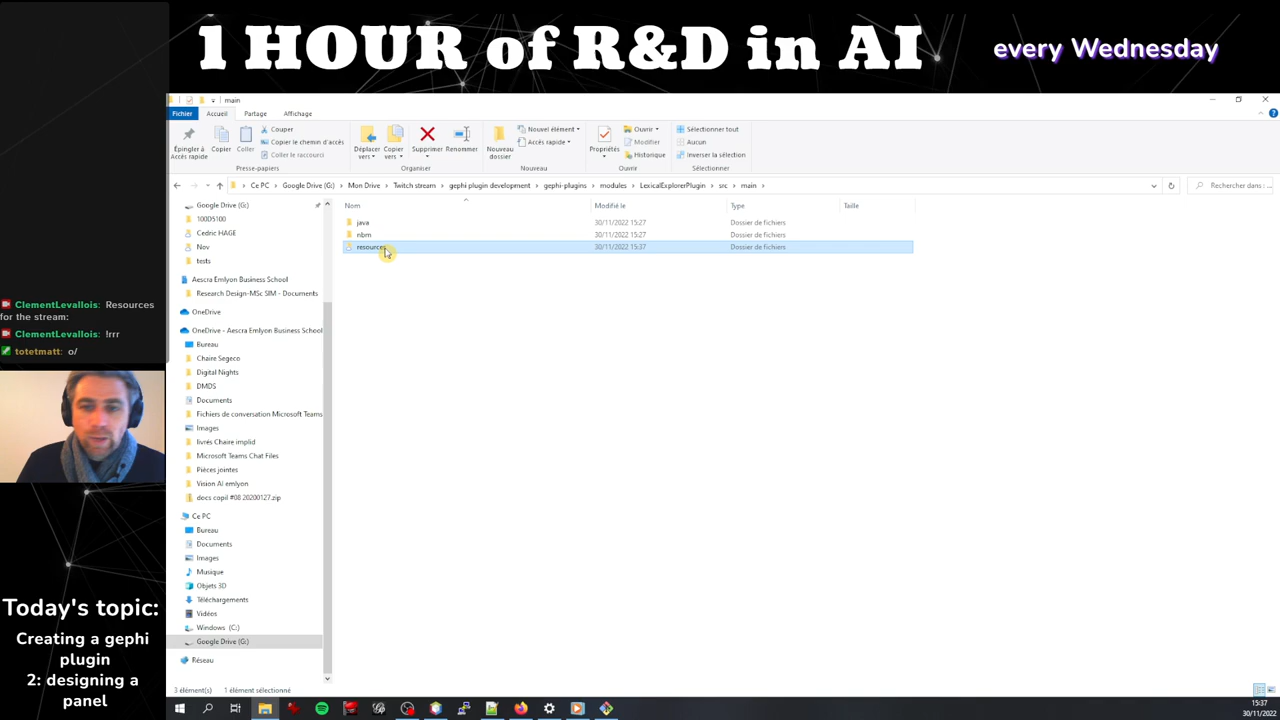 1 HOUR of R&D in AI
every Wednesday
main
Fichier
Accueil
Partage
Affichage
Épingler à
Accès rapide
Copier
Coller
Couper
Copier le chemin d'accès
Coller le raccourci
Presse-papiers
Déplacer
vers
Copier
vers
Supprimer
Renommer
Organiser
Nouveau
dossier
Nouvel élément
Accès rapide
Nouveau
Propriétés
Ouvrir
Modifier
Historique
Ouvrir
Sélectionner tout
Aucun
Inverser la sélection
Sélectionner
Ce PC > Google Drive (G:) > Mon Drive > Twitch stream > gephi plugin development > gephi-plugins > modules > LexicalExplorerPlugin > src > main >
Rechercher dans : ...
Nom
Modifié le
Type
Taille
java 30/11/2022 15:27 Dossier de fichiers
nbm 30/11/2022 15:27 Dossier de fichiers
resources 30/11/2022 15:37 Dossier de fichiers
Google Drive (G:)
100D5100
Cedric HAGE
Nov
tests
Aescra Emlyon Business School
Research Design-MSc SIM - Documents
OneDrive
OneDrive - Aescra Emlyon Business School
Bureau
Chaire Segeco
Digital Nights
DMDS
Documents
Fichiers de conversation Microsoft Teams
Images
livrés Chaire implid
Microsoft Teams Chat Files
Pièces jointes
Vision AI emlyon
docs copil #08 20200127.zip
Ce PC
Bureau
Documents
Images
Musique
Objets 3D
Téléchargements
Vidéos
Windows (C:)
Google Drive (G:)
Réseau
3 élément(s)
1 élément sélectionné
ClementLevallois: Resources
for the stream:
ClementLevallois: !rrr
totetmatt: o/
Today's topic:
Creating a gephi
plugin
2: designing a
panel
15:37
30/11/2022